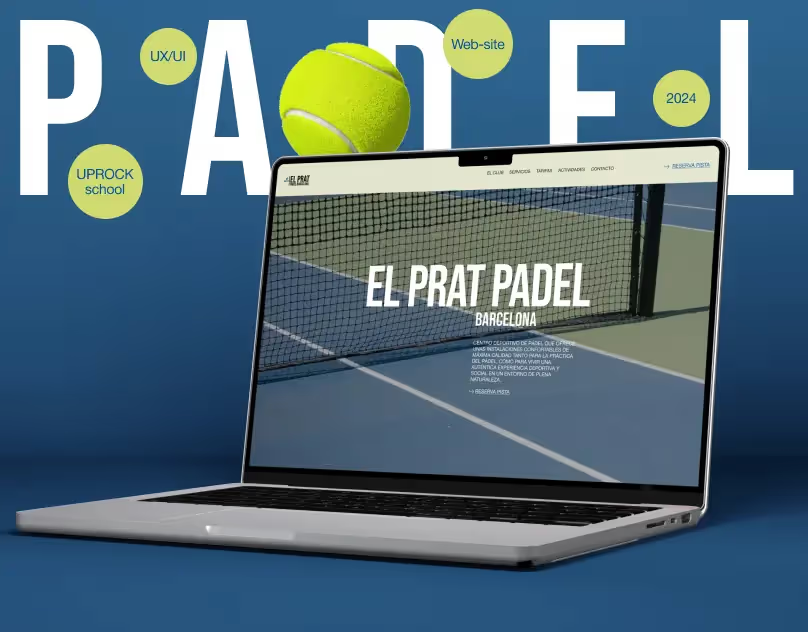 PADEL
UX/UI
Web-site
2024
UPROCK
school
EL PRAT
EL CLUB SERVICIOS TARIFAS ACTIVIDADES CONTACTO
→ RESERVA PISTA
EL PRAT PADEL
BARCELONA
CENTRO DEPORTIVO DE PADEL QUE OFRECE
UNAS INSTALACIONES CONFORTABLES DE
MÁXIMA CALIDAD TANTO PARA LA PRÁCTICA
DEL PADEL, COMO PARA VIVIR UNA
AUTÉNTICA EXPERIENCIA DEPORTIVA Y
SOCIAL EN UN ENTORNO DE PLENA
NATURALEZA.
→ RESERVA PISTA